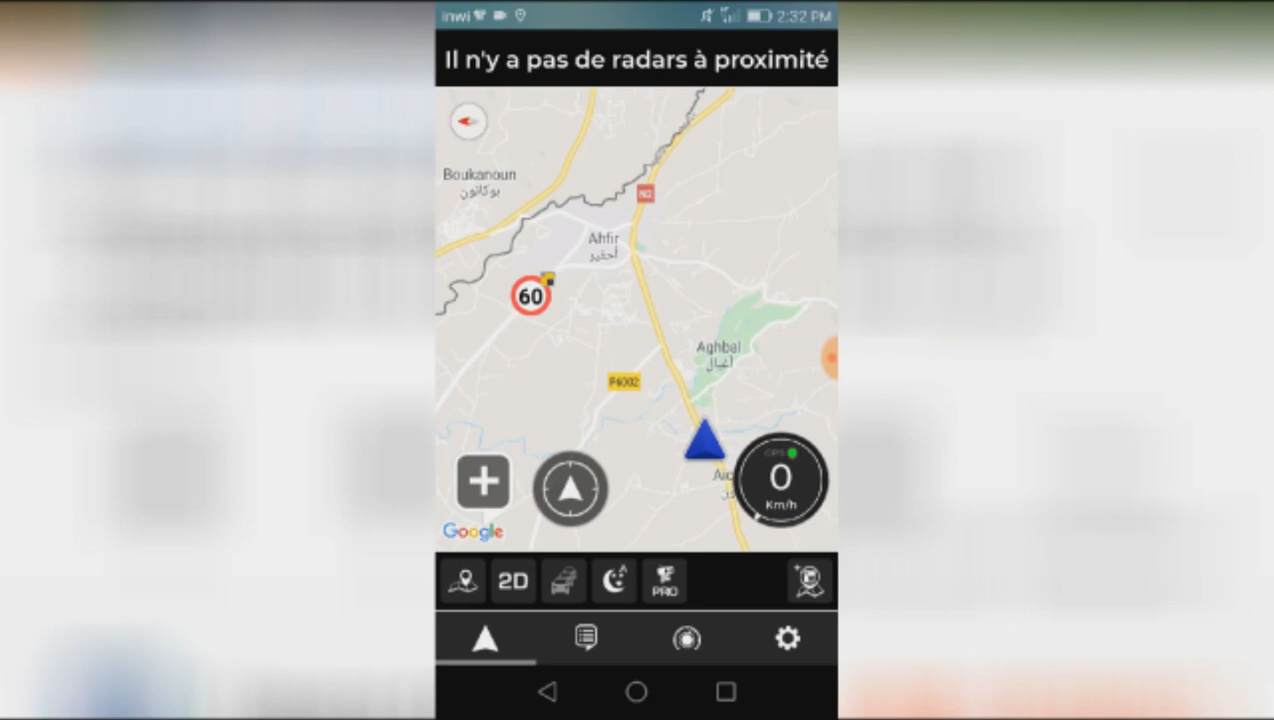 inwi 2:32 PM
Il n'y a pas de radars à proximité
Boukanoun
بوكانون
N2
Ahfir
أحفير
60
Aghbal
أغبال
P6002
GPS
0
Km/h
Google
2D
A
PRO